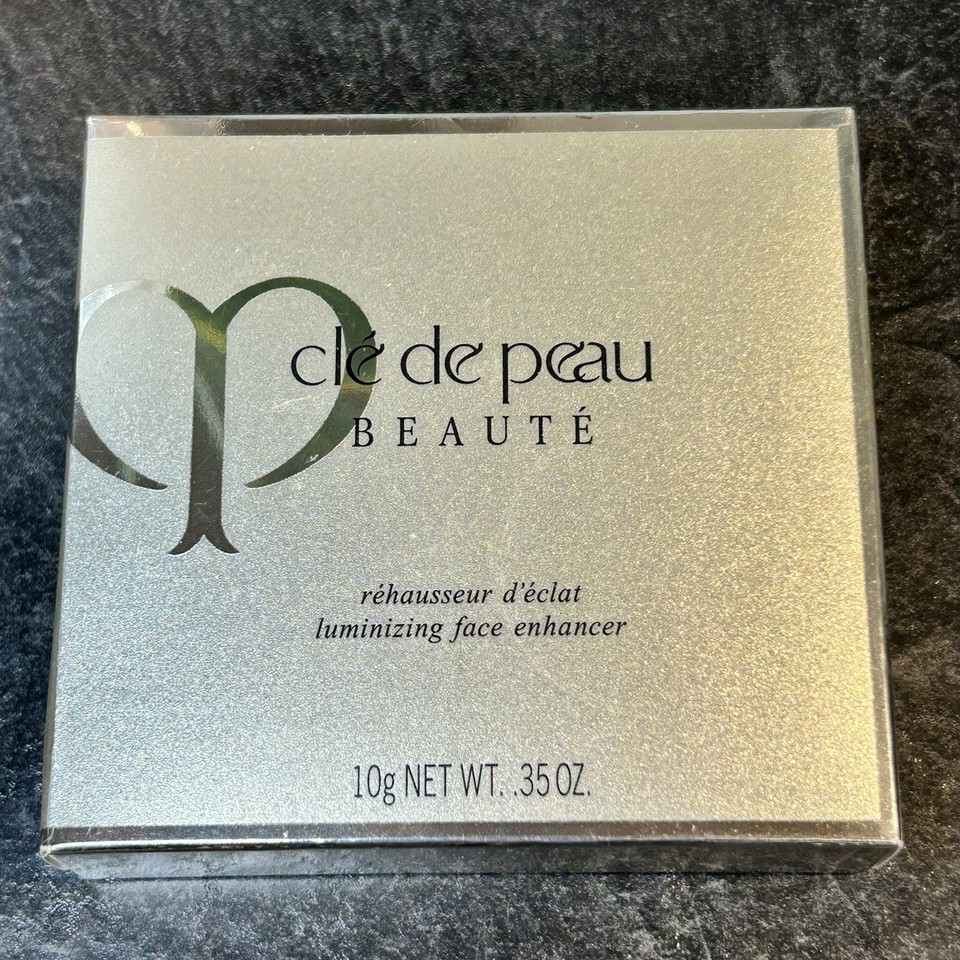 clé de peau
BEAUTÉ
réhausseur d'éclat
luminizing face enhancer
10g NET WT. .35 OZ.